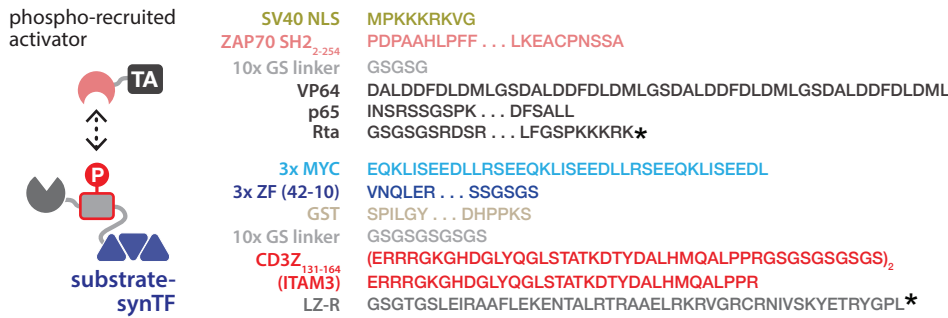 phospho-recruited
activator
TA
P
substrate-
synTF
SV40 NLS MPKKKRKVG
ZAP70 SH2 2-254 PDPAAHLPFF . . . LKEACPNSSA
10x GS linker GSGSG
VP64 DALDDFDLDMLGSDALDDFDLDMLGSDALDDFDLDMLGSDALDDFDLDML
p65 INSRSSGSPK . . . DFSALL
Rta GSGSGSRDSR . . . LFGSPKKKRK*
3x MYC EQKLISEEDLLRSEEQKLISEEDLLRSEEQKLISEEDL
3x ZF (42-10) VNQLER . . . SSGSGS
GST SPILGY . . . DHPPKS
10x GS linker GSGSGSGSGS
CD3Z 131-164 (ERRRGKGHDGLYQGLSTATKDTYDALHMQALPPRGSGSGSGSGS)2
(ITAM3) ERRRGKGHDGLYQGLSTATKDTYDALHMQALPPR
LZ-R GSGTGSLEIRAAFLEKENTALRTRAAELRKRVGRCRNIVSKYETRYGPL*